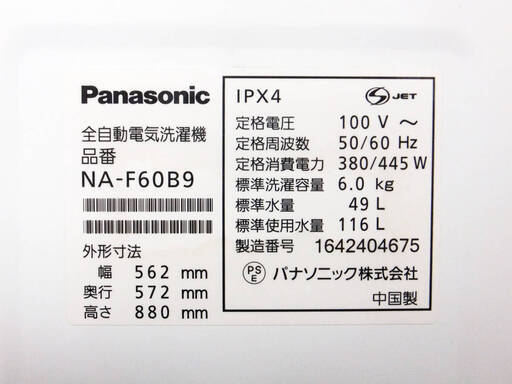 Panasonic
全自動電気洗濯機
品番
NA-F60B9
外形寸法
幅 562 mm
奥行 572 mm
高さ 880 mm
IPX4 S JET
定格電圧 100 V ～
定格周波数 50/60 Hz
定格消費電力 380/445 W
標準洗濯容量 6.0 kg
標準水量 49 L
標準使用水量 116 L
製造番号 1642404675
PSE パナソニック株式会社
中国製